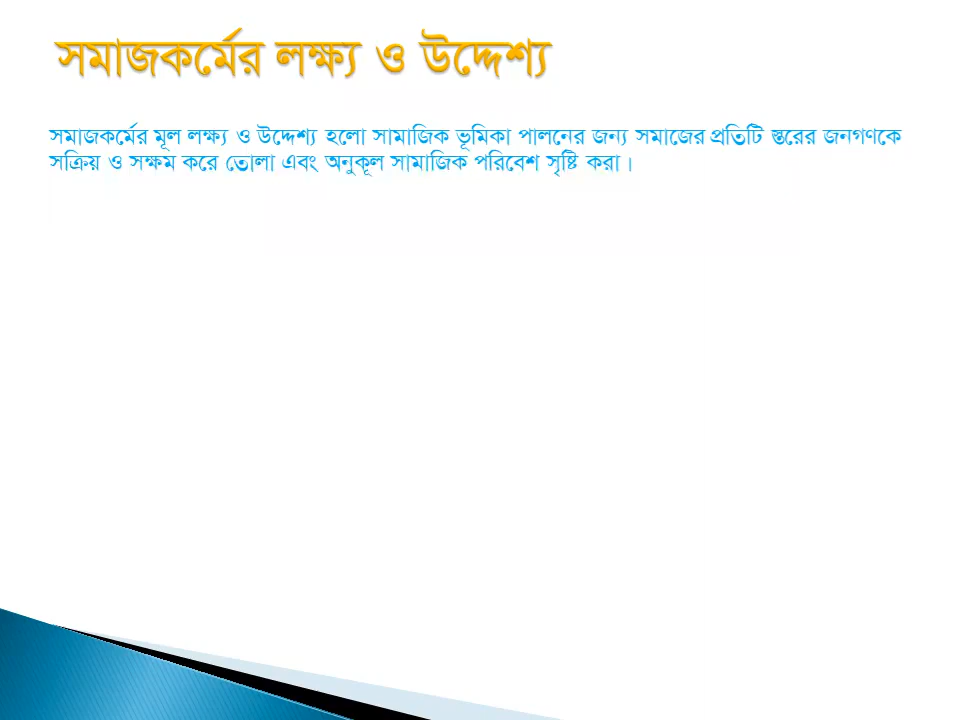 সমাজকর্মের লক্ষ্য ও উদ্দেশ্য
সমাজকর্মের মূল লক্ষ্য ও উদ্দেশ্য হলো সামাজিক ভূমিকা পালনের জন্য সমাজের প্রতিটি স্তরের জনগণকে
সক্রিয় ও সক্ষম করে তোলা এবং অনুকূল সামাজিক পরিবেশ সৃষ্টি করা।